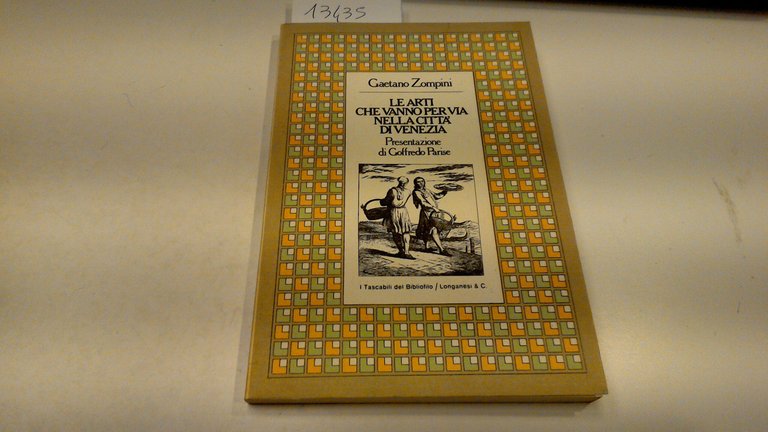 13435
Gaetano Zompini
LE ARTI
CHE VANNO PER VIA
NELLA CITTÀ
DI VENEZIA
Presentazione
di Goffredo Parise
I Tascabili del Bibliofilo / Longanesi & C.